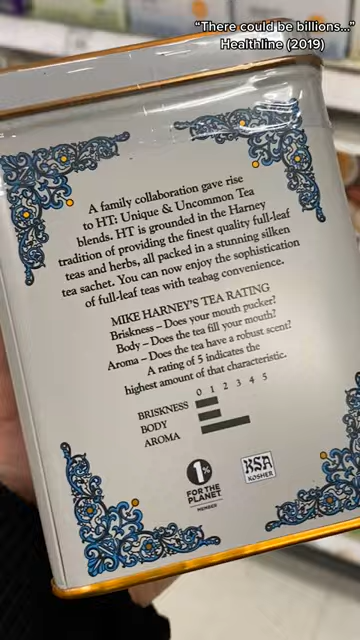 "There could be billions..."
Healthline (2019)
A family collaboration gave rise
to HT: Unique & Uncommon Tea
blends. HT is grounded in the Harney
tradition of providing the finest quality full-leaf
teas and herbs, all packed in a stunning silken
tea sachet. You can now enjoy the sophistication
of full-leaf teas with teabag convenience.
MIKE HARNEY'S TEA RATING
Briskness – Does your mouth pucker?
Body – Does the tea fill your mouth?
Aroma – Does the tea have a robust scent?
A rating of 5 indicates the
highest amount of that characteristic.
0 1 2 3 4 5
BRISKNESS
BODY
AROMA
1%
FOR THE
PLANET
MEMBER
KSA
KOSHER